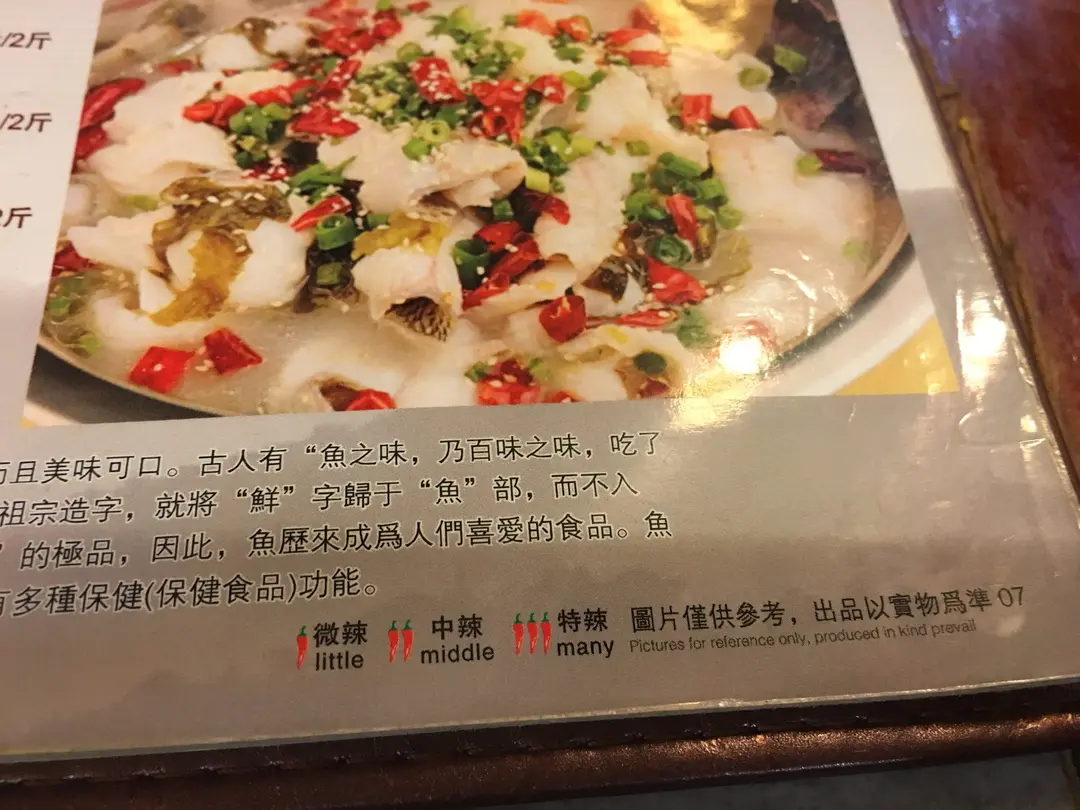 /2斤
/2斤
2斤
而且美味可口。古人有“魚之味，乃百味之味，吃了
祖宗造字，就將“鮮”字歸于“魚”部，而不入
”的極品，因此，魚歷來成爲人們喜愛的食品。魚
有多種保健(保健食品)功能。
微辣 中辣 特辣 圖片僅供參考，出品以實物爲準 07
little middle many Pictures for reference only, produced in kind prevail